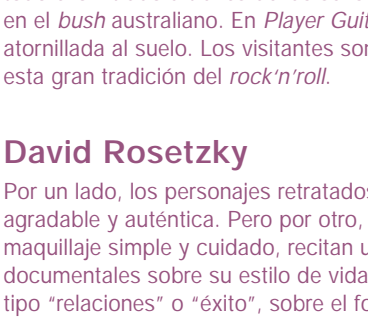 en el bush australiano. En Player Guit
atornillada al suelo. Los visitantes son
esta gran tradición del rock'n'roll.
David Rosetzky
Por un lado, los personajes retratados
agradable y auténtica. Pero por otro,
maquillaje simple y cuidado, recitan u
documentales sobre su estilo de vida
tipo “relaciones” o “éxito”, sobre el fo